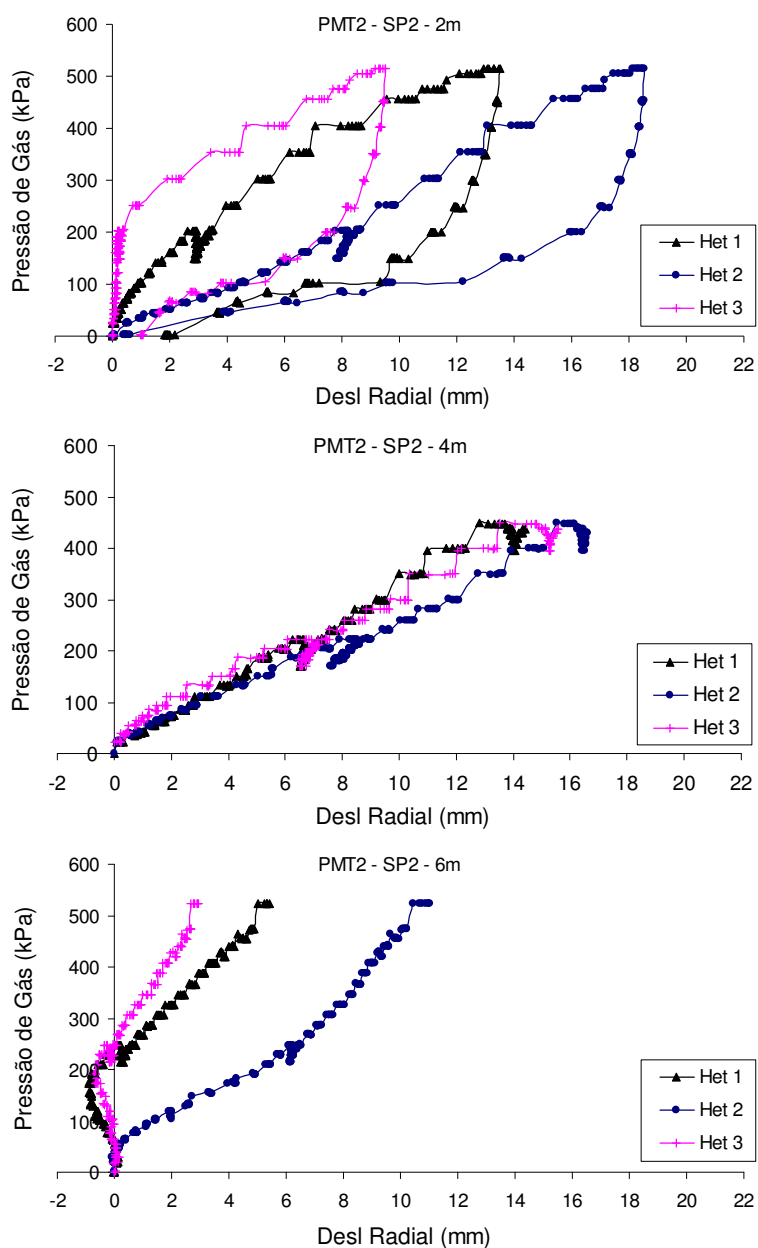 PMT2 - SP2 - 2m
600
500
400
300
200
100
0
Pressão de Gás (kPa)
Het 1
Het 2
Het 3
-2 0 2 4 6 8 10 12 14 16 18 20 22
Desl Radial (mm)
PMT2 - SP2 - 4m
600
500
400
300
200
100
0
Pressão de Gás (kPa)
Het 1
Het 2
Het 3
-2 0 2 4 6 8 10 12 14 16 18 20 22
Desl Radial (mm)
PMT2 - SP2 - 6m
600
500
400
300
200
100
0
Pressão de Gás (kPa)
Het 1
Het 2
Het 3
-2 0 2 4 6 8 10 12 14 16 18 20 22
Desl Radial (mm)